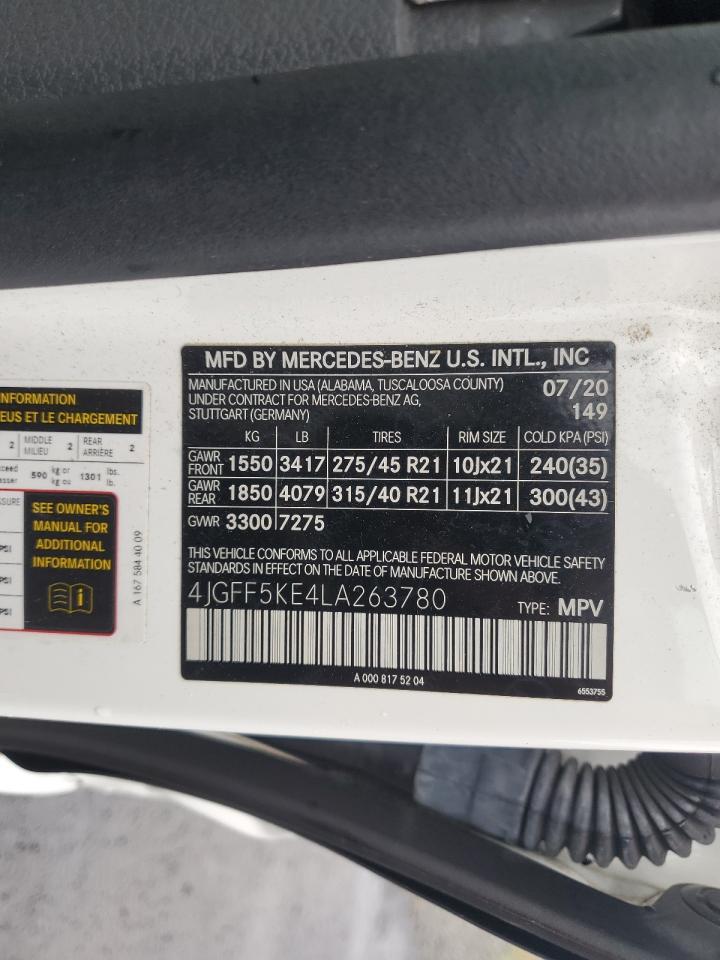 MFD BY MERCEDES-BENZ U.S. INTL., INC
MANUFACTURED IN USA (ALABAMA, TUSCALOOSA COUNTY) 07/20
UNDER CONTRACT FOR MERCEDES-BENZ AG,
STUTTGART (GERMANY) 149
KG LB TIRES RIM SIZE COLD KPA (PSI)
GAWR FRONT 1550 3417 275/45 R21 10Jx21 240(35)
GAWR REAR 1850 4079 315/40 R21 11Jx21 300(43)
GVWR 3300 7275
THIS VEHICLE CONFORMS TO ALL APPLICABLE FEDERAL MOTOR VEHICLE SAFETY
STANDARDS IN EFFECT ON THE DATE OF MANUFACTURE SHOWN ABOVE.
4JGFF5KE4LA263780 TYPE: MPV
A 000 817 52 04
6553755
INFORMATION
ET LE CHARGEMENT
2 MIDDLE MILIEU 2 REAR ARRIÈRE 2
590 kg or kg ou 1301 lbs. lb.
SEE OWNER'S
MANUAL FOR
ADDITIONAL
INFORMATION
PSI
PSI
PSI
A 167 584 40 09